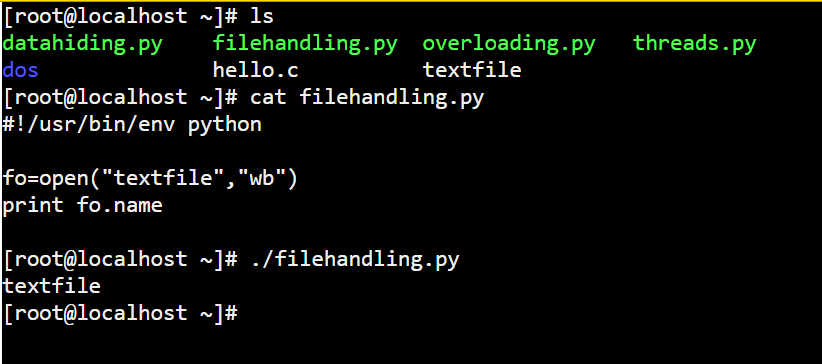 [root@localhost ~]# ls
datahiding.py    filehandling.py  overloading.py   threads.py
dos              hello.c          textfile
[root@localhost ~]# cat filehandling.py
#!/usr/bin/env python

fo=open("textfile","wb")
print fo.name

[root@localhost ~]# ./filehandling.py
textfile
[root@localhost ~]#